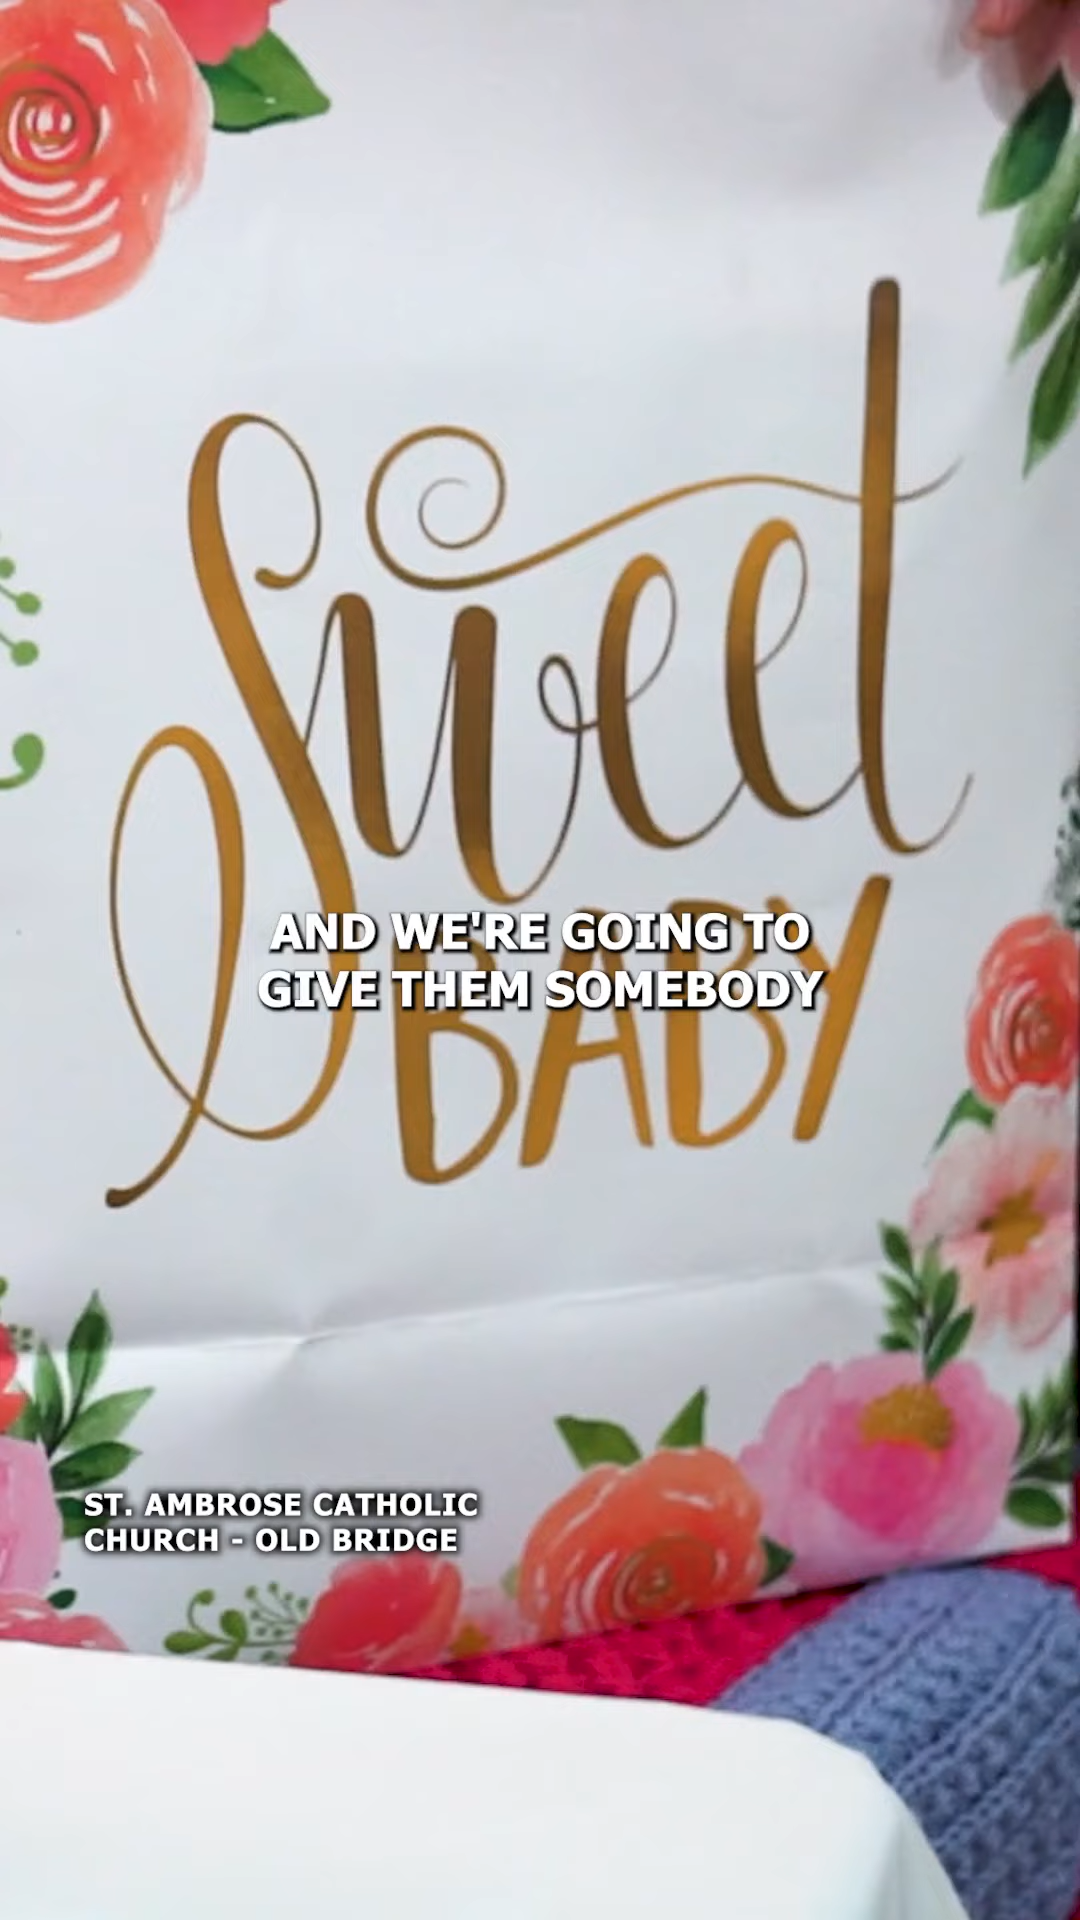 Sweet
BABY
AND WE'RE GOING TO
GIVE THEM SOMEBODY
ST. AMBROSE CATHOLIC
CHURCH - OLD BRIDGE